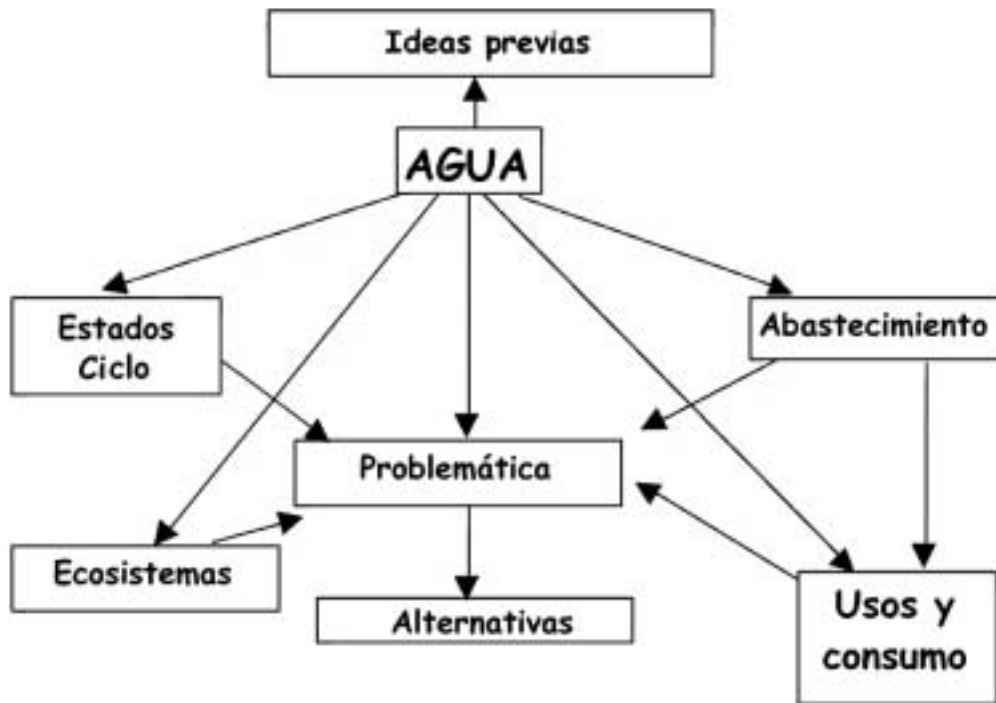 Ideas previas
AGUA
Estados
Ciclo
Abastecimiento
Problemática
Ecosistemas
Alternativas
Usos y
consumo